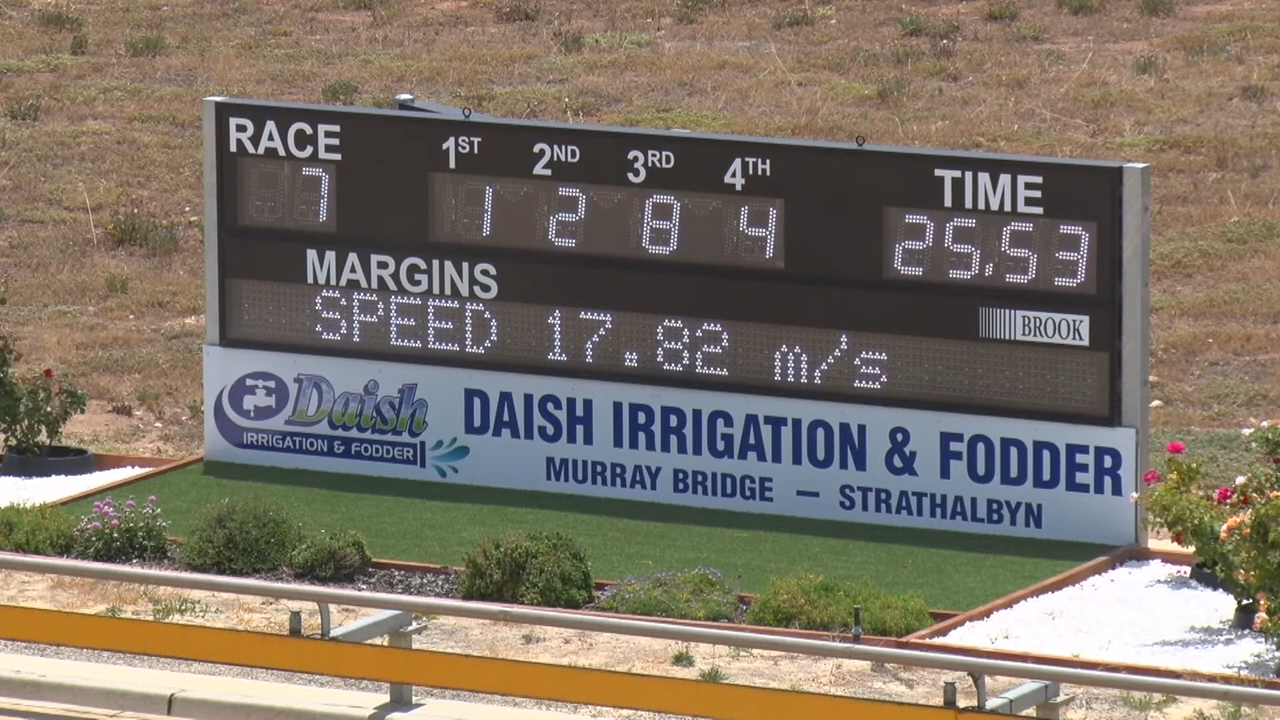 RACE 1ST 2ND 3RD 4TH TIME
7 1 2 8 4 25.53
MARGINS
BROOK
SPEED 17.82 m/s
Daish
IRRIGATION & FODDER
DAISH IRRIGATION & FODDER
MURRAY BRIDGE – STRATHALBYN